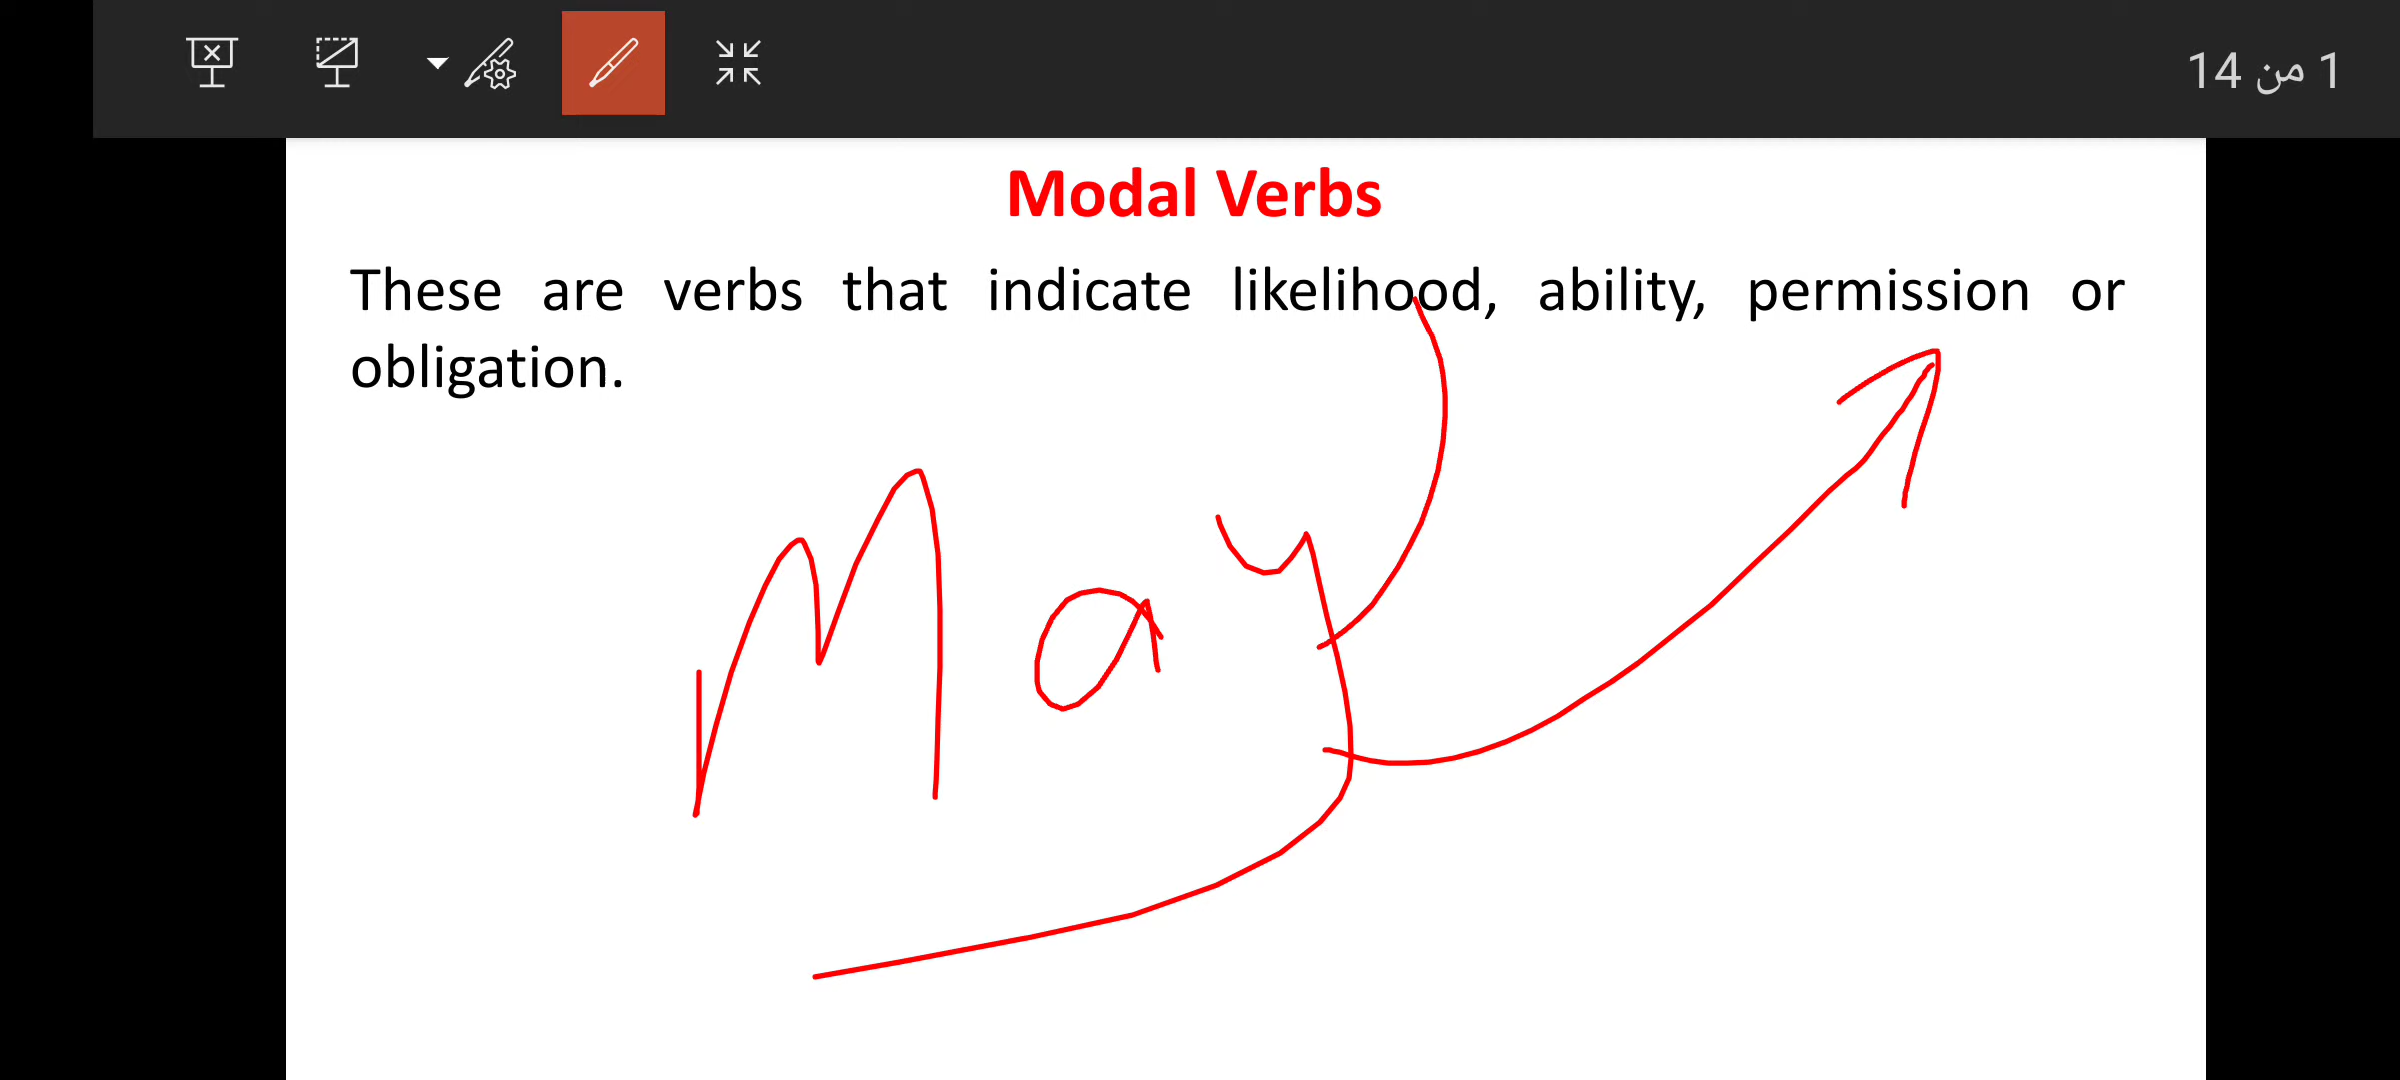 1 من 14
Modal Verbs
These are verbs that indicate likelihood, ability, permission or
obligation.
May